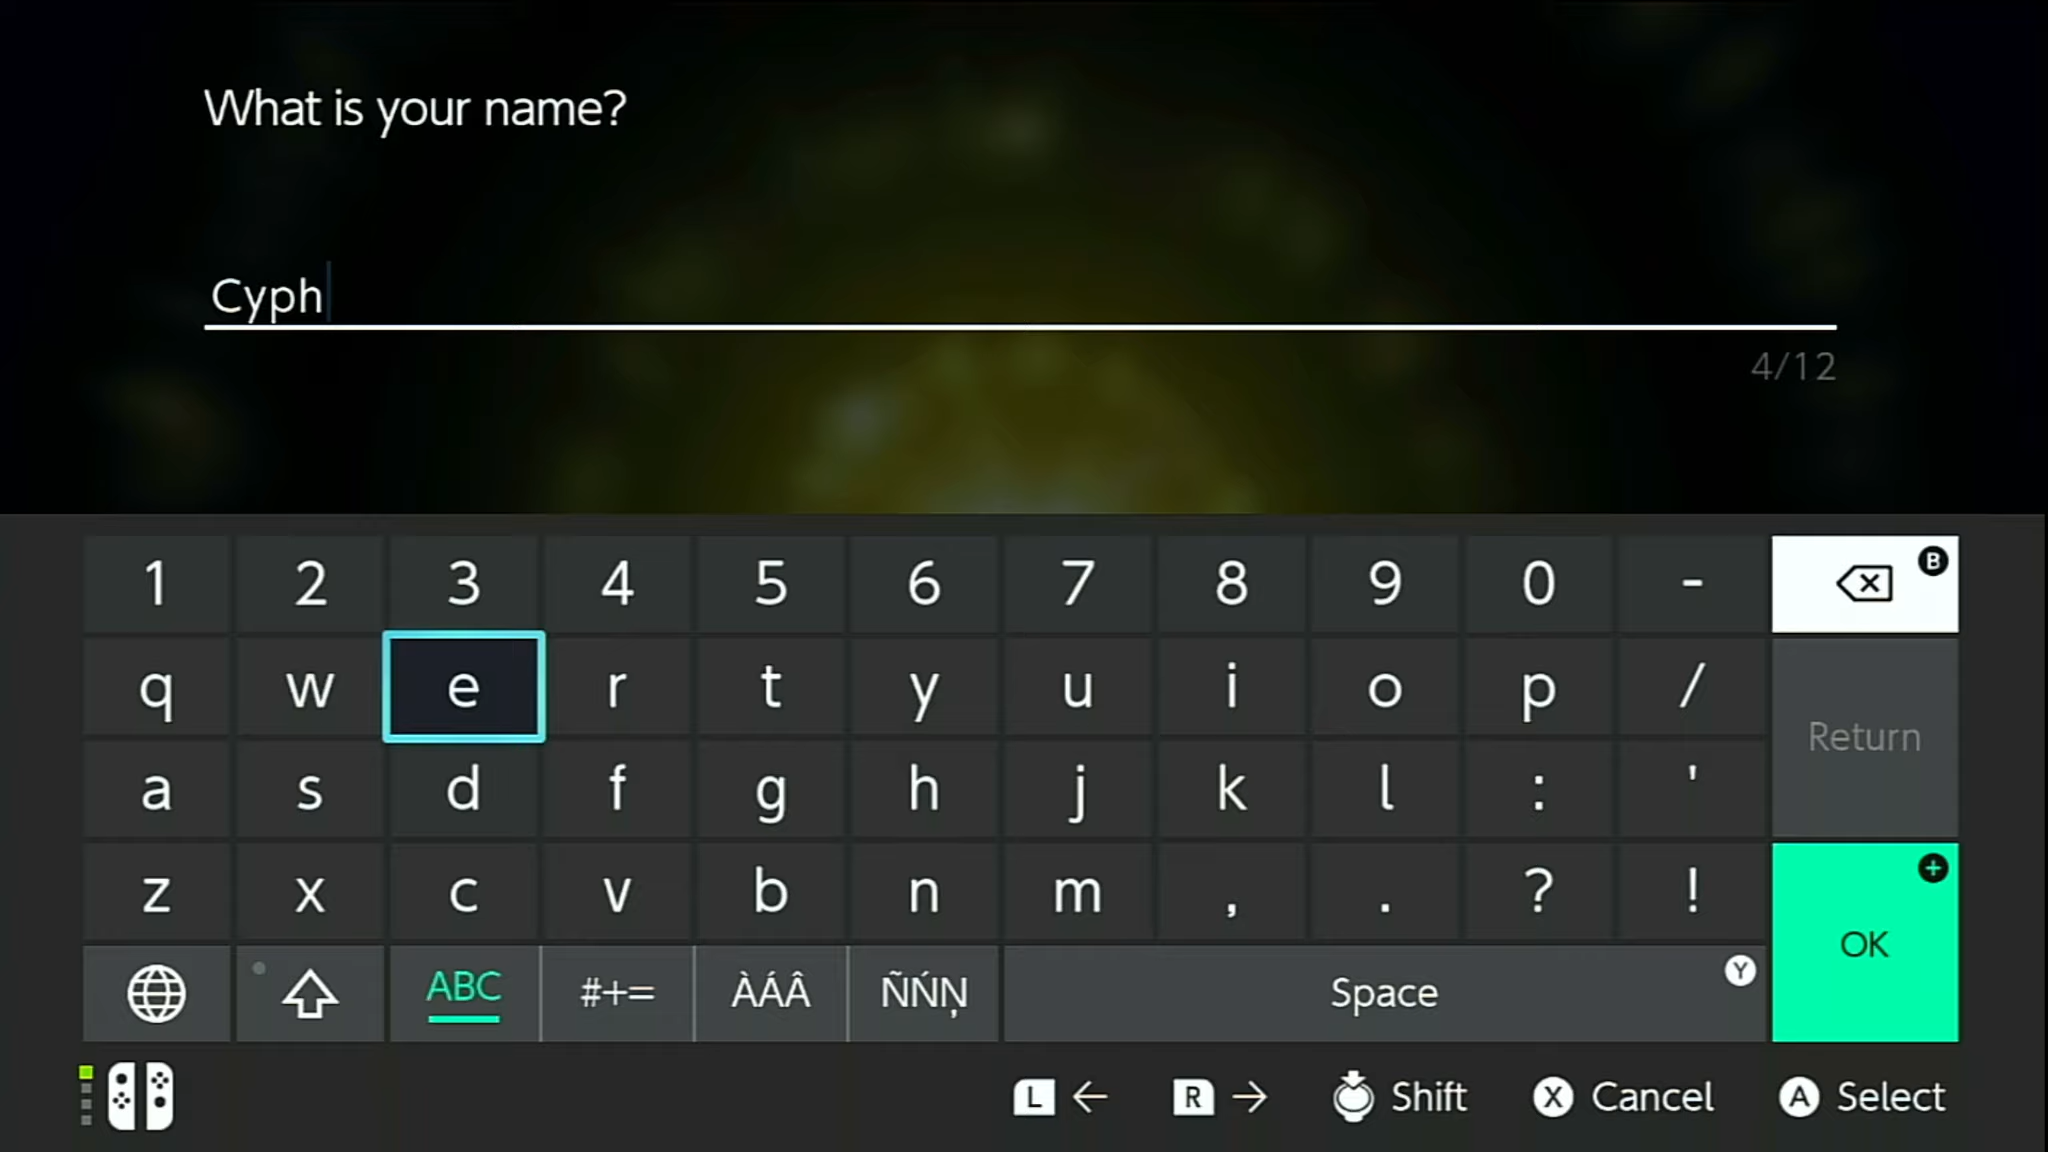 What is your name?
Cyph
4/12
1 2 3 4 5 6 7 8 9 0 - B
q w e r t y u i o p / Return
a s d f g h j k l : '
z x c v b n m , . ? ! + OK
ABC #+= ÀÁÂ ÑŃŅ Space Y
L ← R → Shift X Cancel A Select